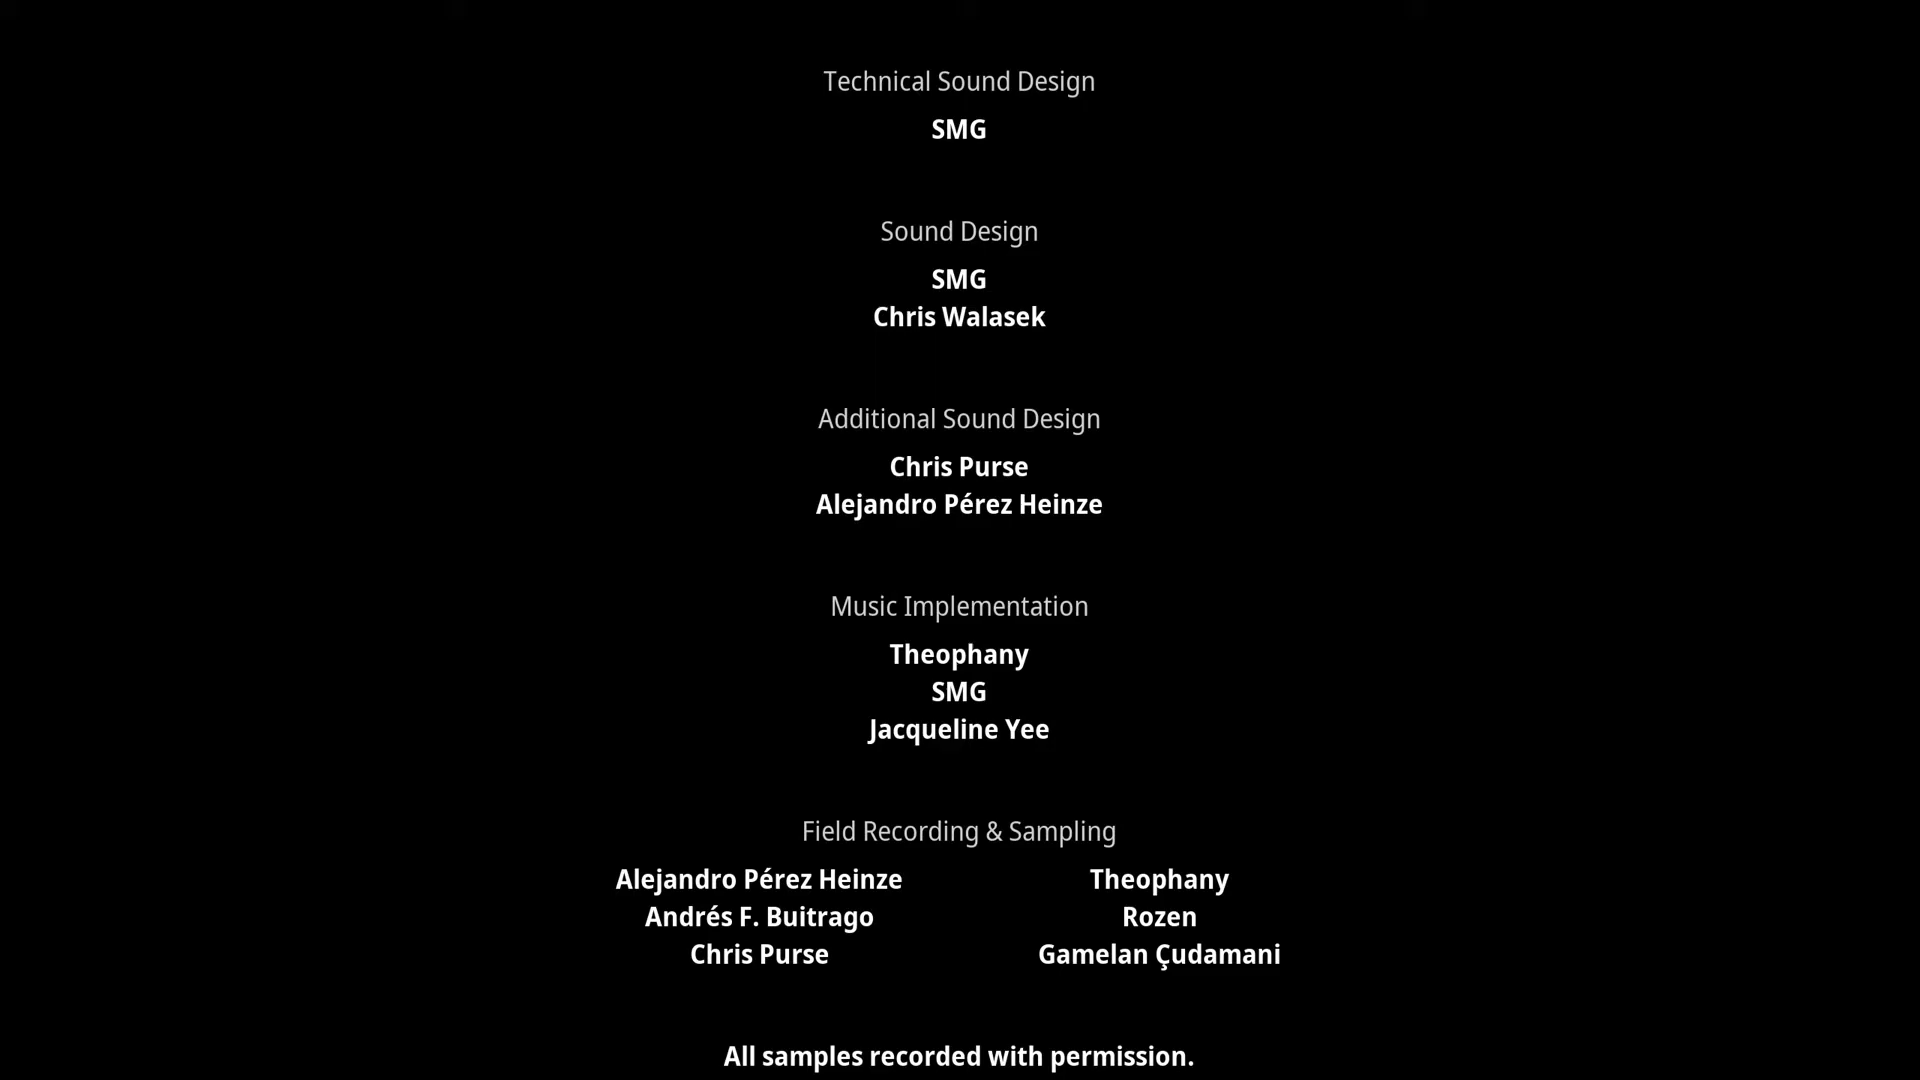 Technical Sound Design
SMG
Sound Design
SMG
Chris Walasek
Additional Sound Design
Chris Purse
Alejandro Pérez Heinze
Music Implementation
Theophany
SMG
Jacqueline Yee
Field Recording & Sampling
Alejandro Pérez Heinze
Andrés F. Buitrago
Chris Purse
Theophany
Rozen
Gamelan Çudamani
All samples recorded with permission.